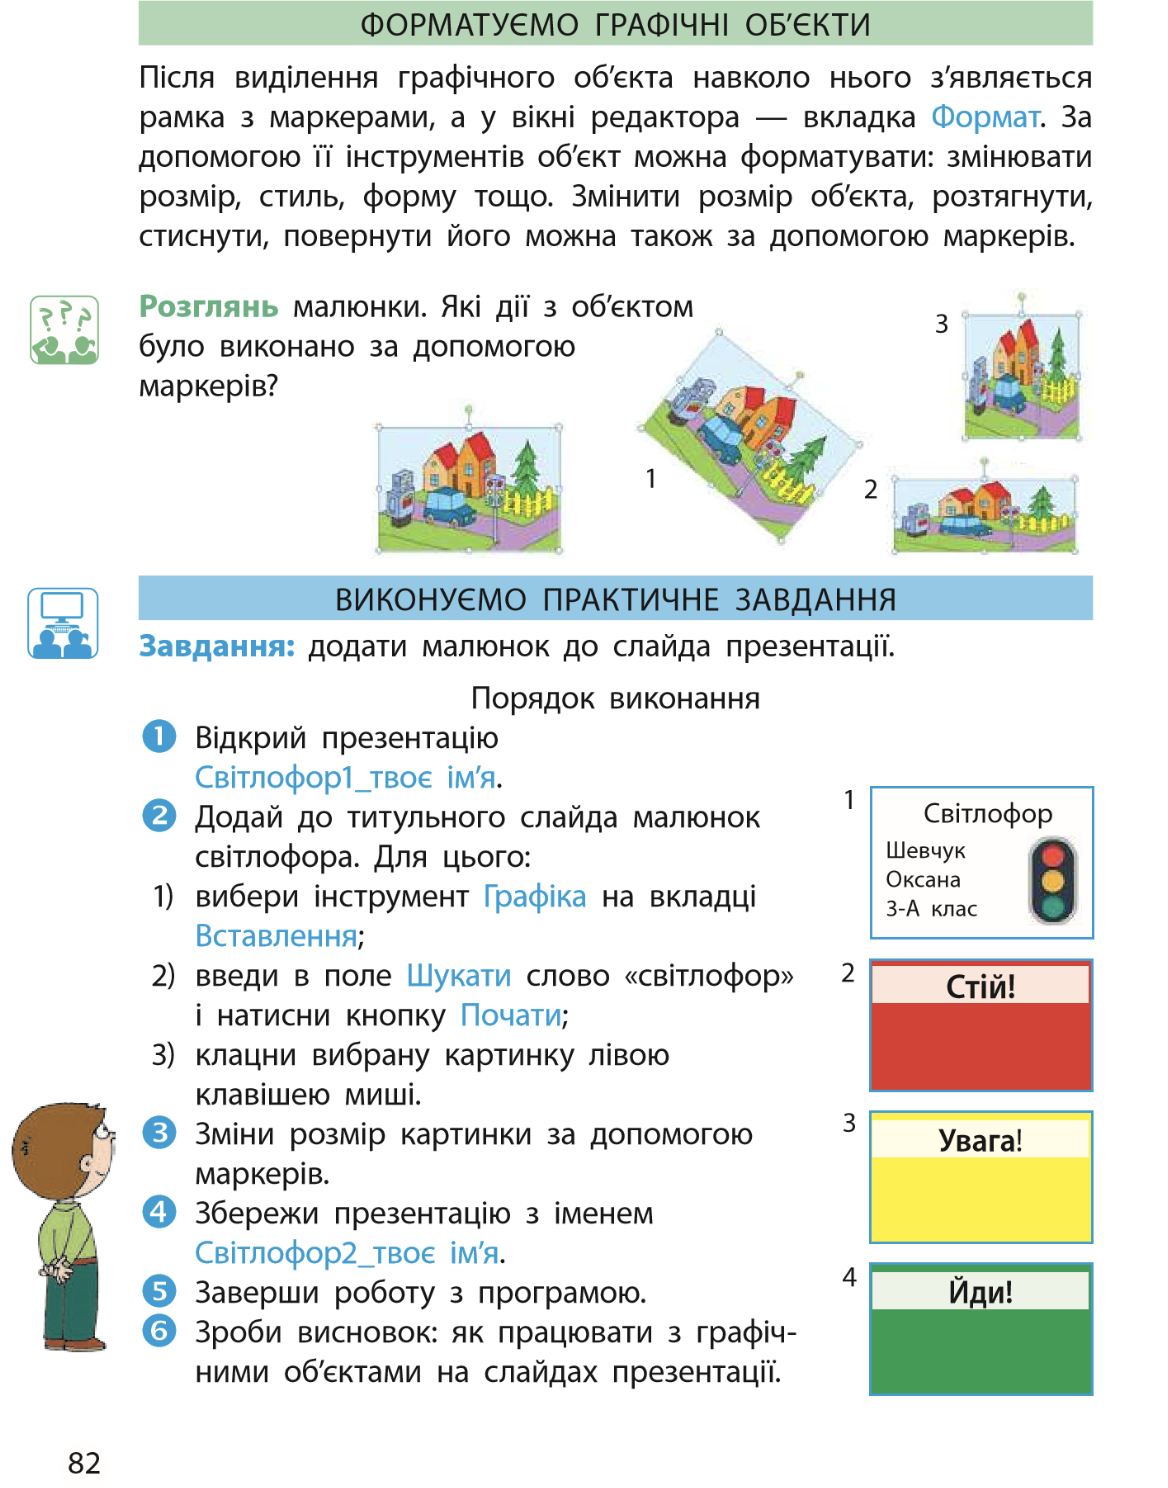 ФОРМАТУЄМО ГРАФІЧНІ ОБ’ЄКТИ
Після виділення графічного об’єкта навколо нього з’являється
рамка з маркерами, а у вікні редактора — вкладка Формат. За
допомогою її інструментів об’єкт можна форматувати: змінювати
розмір, стиль, форму тощо. Змінити розмір об’єкта, розтягнути,
стиснути, повернути його можна також за допомогою маркерів.
???
Розглянь малюнки. Які дії з об’єктом
було виконано за допомогою
маркерів?
1
2
3
ВИКОНУЄМО ПРАКТИЧНЕ ЗАВДАННЯ
Завдання: додати малюнок до слайда презентації.
Порядок виконання
1 Відкрий презентацію
Світлофор1_твоє ім’я.
2 Додай до титульного слайда малюнок
світлофора. Для цього:
1) вибери інструмент Графіка на вкладці
Вставлення;
2) введи в поле Шукати слово «світлофор»
і натисни кнопку Почати;
3) клацни вибрану картинку лівою
клавішею миші.
3 Зміни розмір картинки за допомогою
маркерів.
4 Збережи презентацію з іменем
Світлофор2_твоє ім’я.
5 Заверши роботу з програмою.
6 Зроби висновок: як працювати з графіч-
ними об’єктами на слайдах презентації.
1
Світлофор
Шевчук
Оксана
3-А клас
2
Стій!
3
Увага!
4
Йди!
82